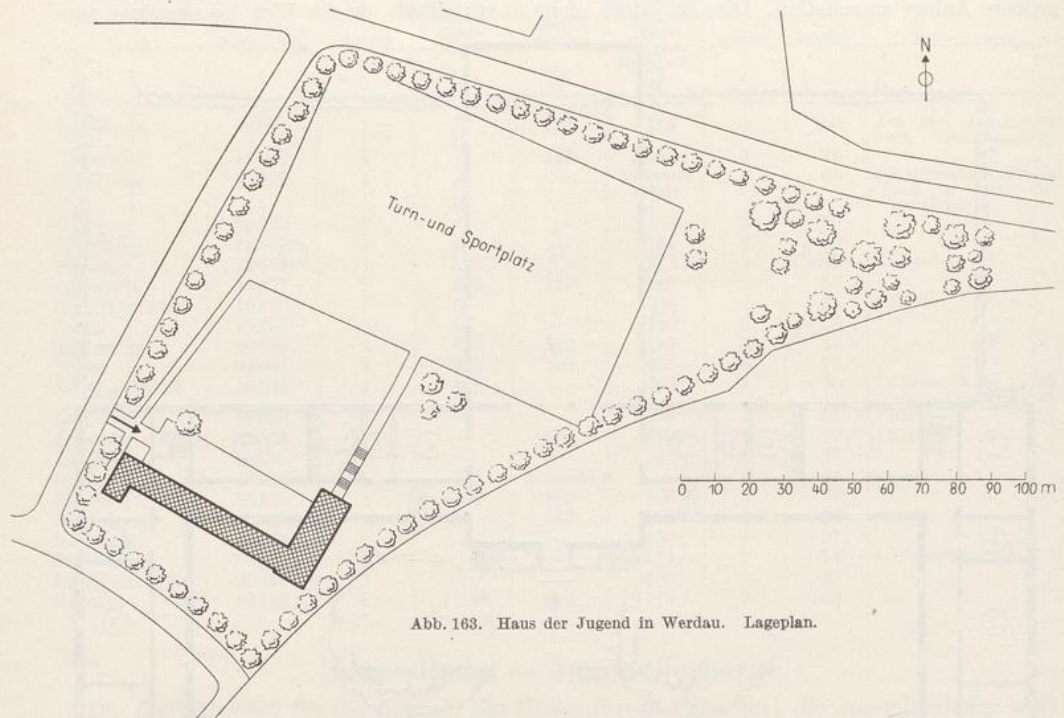 N
Turn-und Sportplatz
0 10 20 30 40 50 60 70 80 90 100 m
Abb. 163. Haus der Jugend in Werdau. Lageplan.